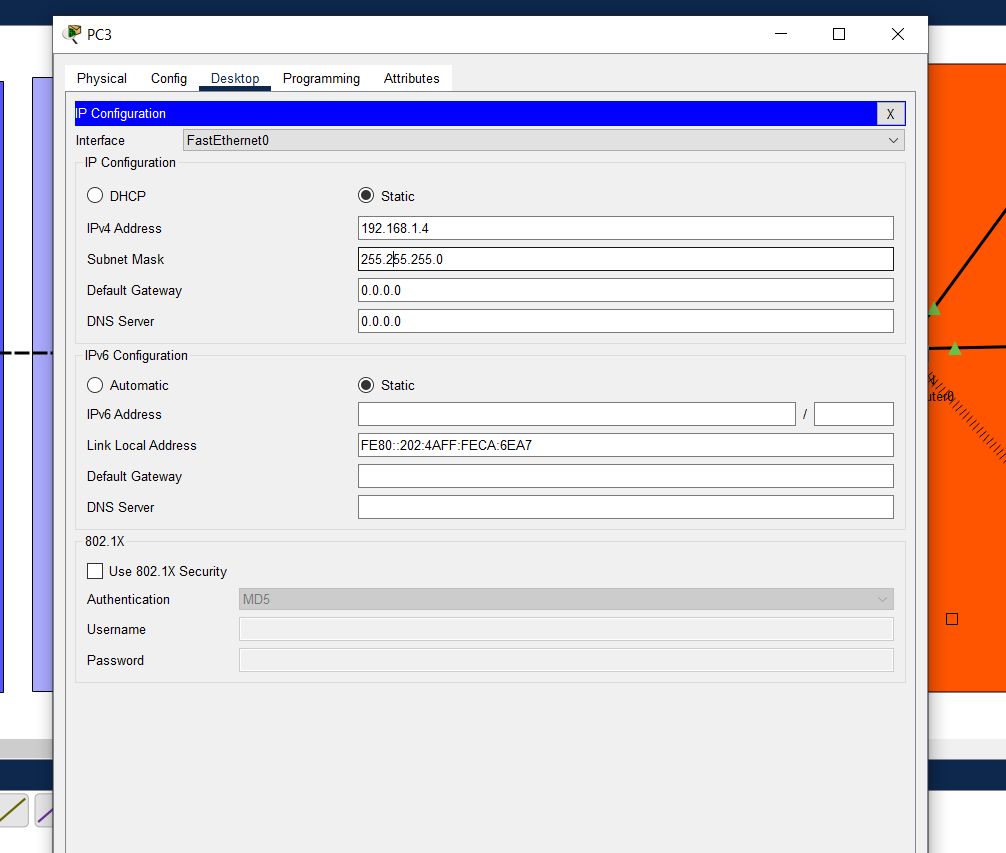 PC3
Physical Config Desktop Programming Attributes
IP Configuration X
Interface FastEthernet0
IP Configuration
DHCP Static
IPv4 Address 192.168.1.4
Subnet Mask 255.255.255.0
Default Gateway 0.0.0.0
DNS Server 0.0.0.0
IPv6 Configuration
Automatic Static
IPv6 Address /
Link Local Address FE80::202:4AFF:FECA:6EA7
Default Gateway
DNS Server
802.1X
Use 802.1X Security
Authentication MD5
Username
Password